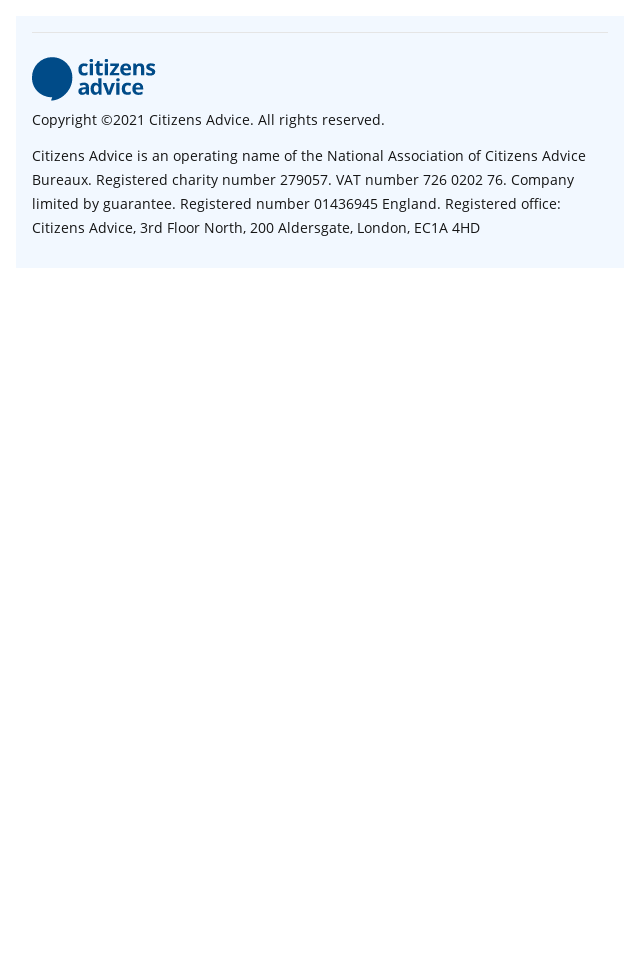 citizens
advice
Copyright ©2021 Citizens Advice. All rights reserved.
Citizens Advice is an operating name of the National Association of Citizens Advice
Bureaux. Registered charity number 279057. VAT number 726 0202 76. Company
limited by guarantee. Registered number 01436945 England. Registered office:
Citizens Advice, 3rd Floor North, 200 Aldersgate, London, EC1A 4HD